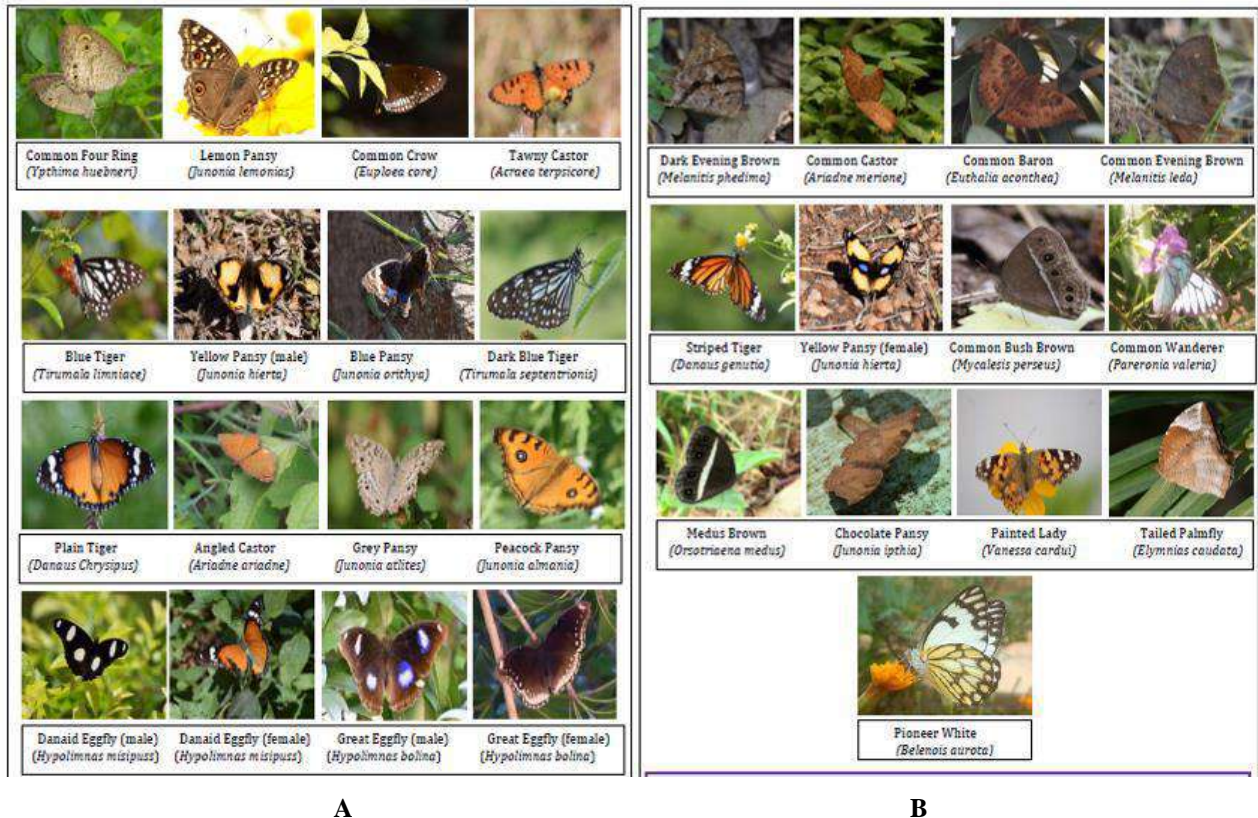 Common Four Ring Lemon Pansy Common Crow Tawny Castor
(Ypthima huebneri) (Junonia lemonias) (Euploea core) (Acraea terpsicore)
Blue Tiger Yellow Pansy (male) Blue Pansy Dark Blue Tiger
(Tirumala limniace) (Junonia hierta) (Junonia orithya) (Tirumala septentrionis)
Plain Tiger Angled Castor Grey Pansy Peacock Pansy
(Danaus Chrysipus) (Ariadne ariadne) (Junonia atlites) (Junonia almania)
Danaid Eggfly (male) Danaid Eggfly (female) Great Eggfly (male) Great Eggfly (female)
(Hypolimnas misipuss) (Hypolimnas misipuss) (Hypolimnas bolina) (Hypolimnas bolina)
A
Dark Evening Brown Common Castor Common Baron Common Evening Brown
(Melanitis phedima) (Ariadne merione) (Euthalia aconthea) (Melanitis leda)
Striped Tiger Yellow Pansy (female) Common Bush Brown Common Wanderer
(Danaus genutia) (Junonia hierta) (Mycalesis perseus) (Pareronia valeria)
Medus Brown Chocolate Pansy Painted Lady Tailed Palmfly
(Orsotriaena medus) (Junonia ipthia) (Vanessa cardui) (Elymnias caudata)
Pioneer White
(Belenois aurota)
B